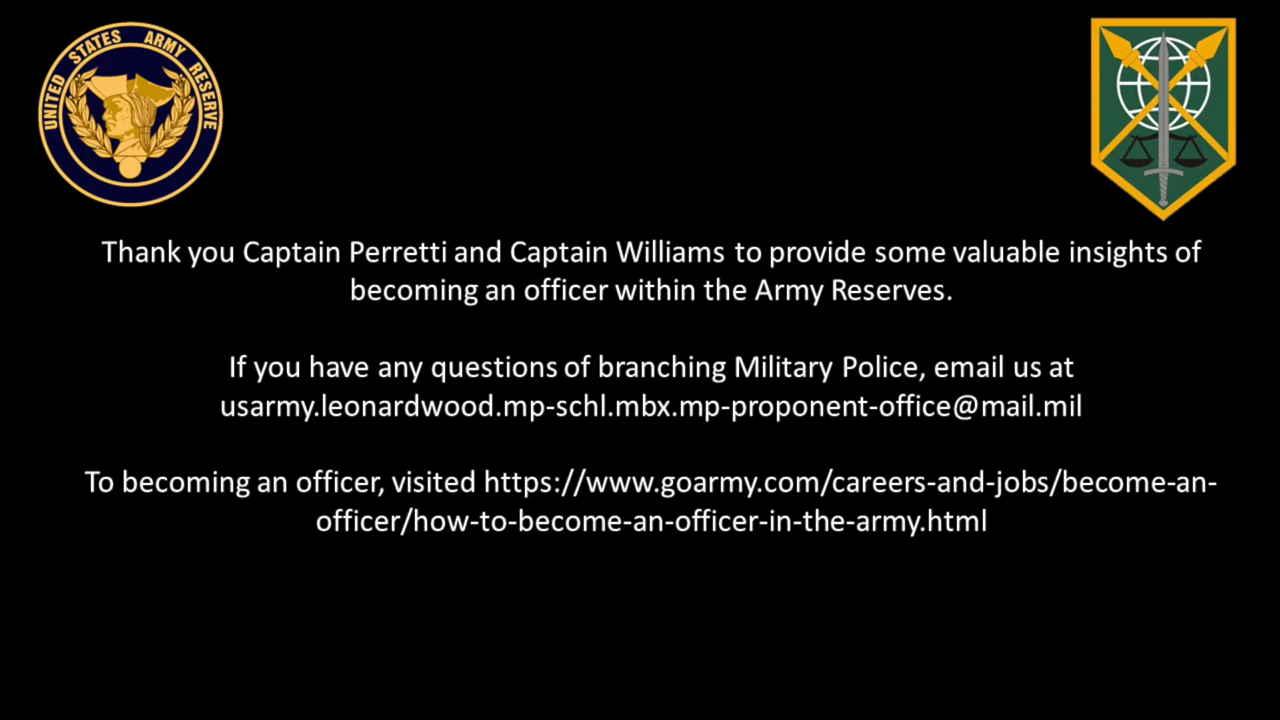 UNITED STATES ARMY RESERVE
Thank you Captain Perretti and Captain Williams to provide some valuable insights of
becoming an officer within the Army Reserves.
If you have any questions of branching Military Police, email us at
usarmy.leonardwood.mp-schl.mbx.mp-proponent-office@mail.mil
To becoming an officer, visited https://www.goarmy.com/careers-and-jobs/become-an-
officer/how-to-become-an-officer-in-the-army.html